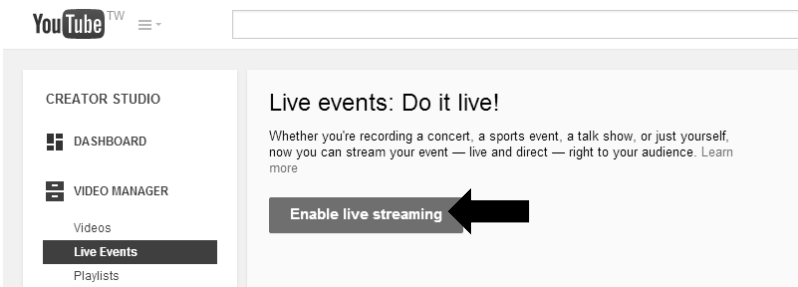 YouTube TW
CREATOR STUDIO
DASHBOARD
VIDEO MANAGER
Videos
Live Events
Playlists
Live events: Do it live!
Whether you're recording a concert, a sports event, a talk show, or just yourself,
now you can stream your event — live and direct — right to your audience. Learn
more
Enable live streaming